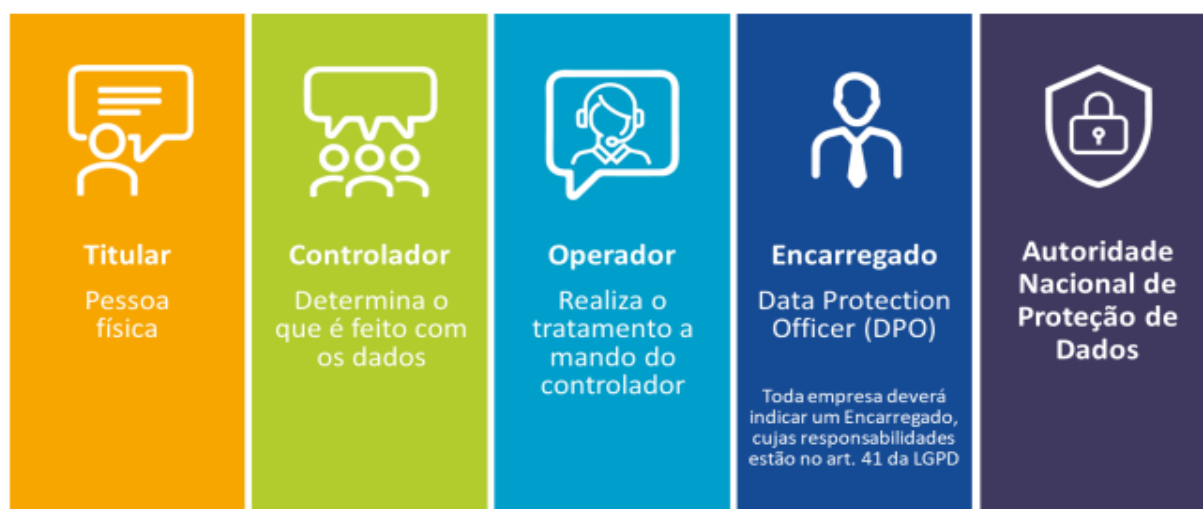 Titular
Pessoa
física
Controlador
Determina o
que é feito com
os dados
Operador
Realiza o
tratamento a
mando do
controlador
Encarregado
Data Protection
Officer (DPO)
Toda empresa deverá
indicar um Encarregado,
cujas responsabilidades
estão no art. 41 da LGPD
Autoridade
Nacional de
Proteção de
Dados